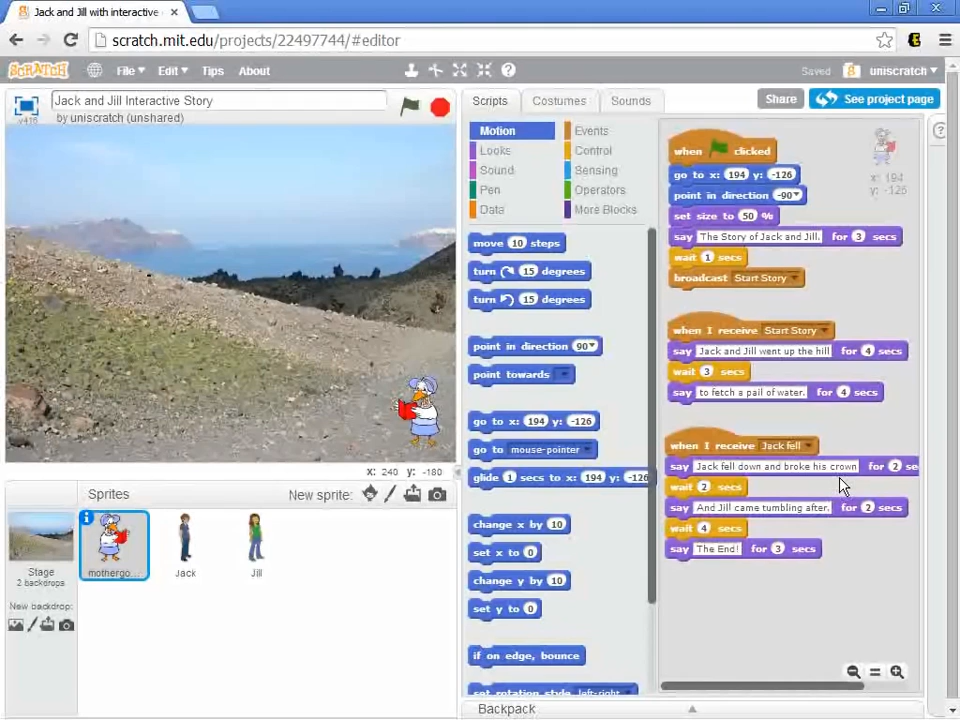 Jack and Jill with interactive
scratch.mit.edu/projects/22497744/#editor
SCRATCH File Edit Tips About Saved uniscratch
Jack and Jill Interactive Story
by uniscratch (unshared)
v416
Scripts Costumes Sounds Share See project page
Motion Events
Looks Control
Sound Sensing
Pen Operators
Data More Blocks
move 10 steps
turn 15 degrees
turn 15 degrees
point in direction 90
point towards
go to x: 194 y: -126
go to mouse-pointer
glide 1 secs to x: 193 y: -126
change x by 10
set x to 0
change y by 10
set y to 0
if on edge, bounce
set rotation style left-right
when clicked
go to x: 194 y: -126
point in direction -90
set size to 50 %
say The Story of Jack and Jill. for 3 secs
wait 1 secs
broadcast Start Story
when I receive Start Story
say Jack and Jill went up the hill for 4 secs
wait 3 secs
say to fetch a pail of water. for 4 secs
when I receive Jack fell
say Jack fell down and broke his crown for 2 se
wait 2 secs
say And Jill came tumbling after. for 2 secs
wait 4 secs
say The End! for 3 secs
x: 194
y: -126
x: 240 y: -180
Sprites New sprite:
Stage
2 backdrops
New backdrop:
mothergo...
Jack
Jill
Backpack